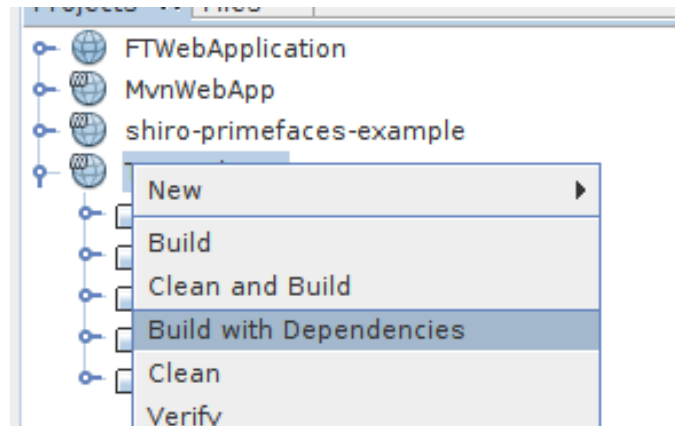 FTWebApplication
MvnWebApp
shiro-primefaces-example
New
Build
Clean and Build
Build with Dependencies
Clean
Verify